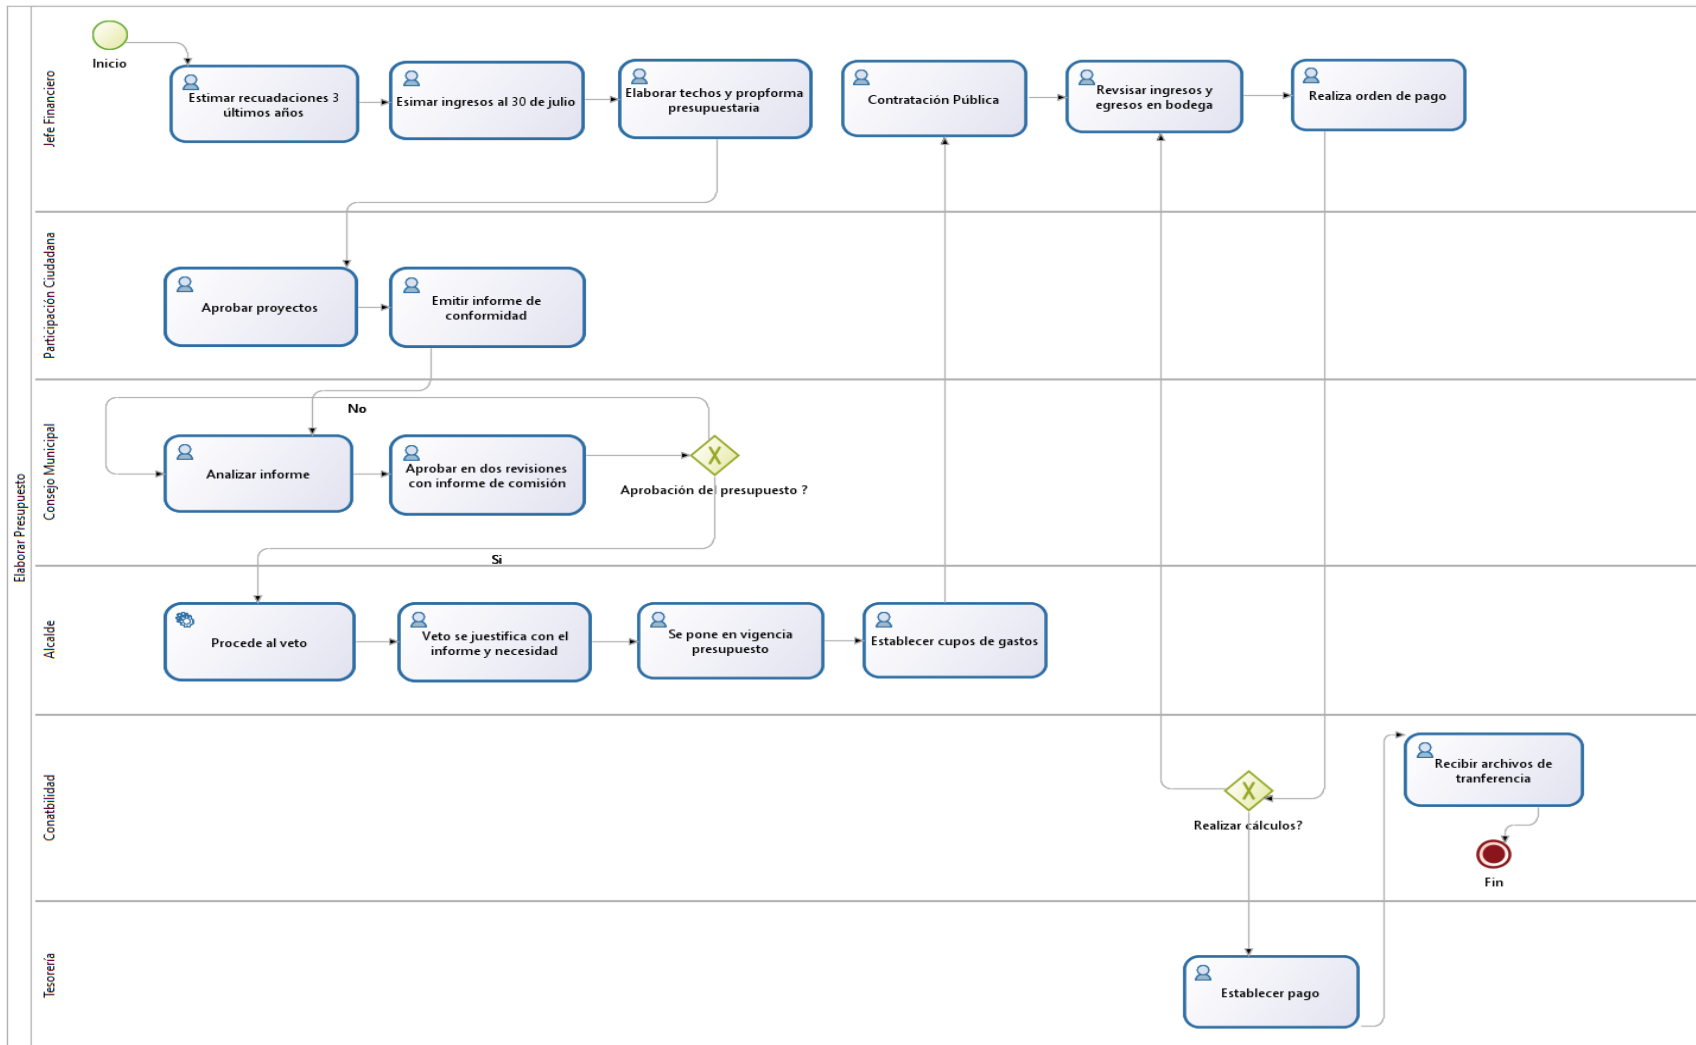 Elaborar Presupuesto
Jefe Financiero
Inicio
Estimar recuadaciones 3
últimos años
Esimar ingresos al 30 de julio
Elaborar techos y propforma
presupuestaria
Contratación Pública
Revsisar ingresos y
egresos en bodega
Realiza orden de pago
Participación Ciudadana
Aprobar proyectos
Emitir informe de
conformidad
Consejo Municipal
No
Analizar informe
Aprobar en dos revisiones
con informe de comisión
Aprobación del presupuesto ?
Si
Alcalde
Procede al veto
Veto se juestifica con el
informe y necesidad
Se pone en vigencia
presupuesto
Establecer cupos de gastos
Conatbilidad
Realizar cálculos?
Recibir archivos de
tranferencia
Fin
Tesorería
Establecer pago